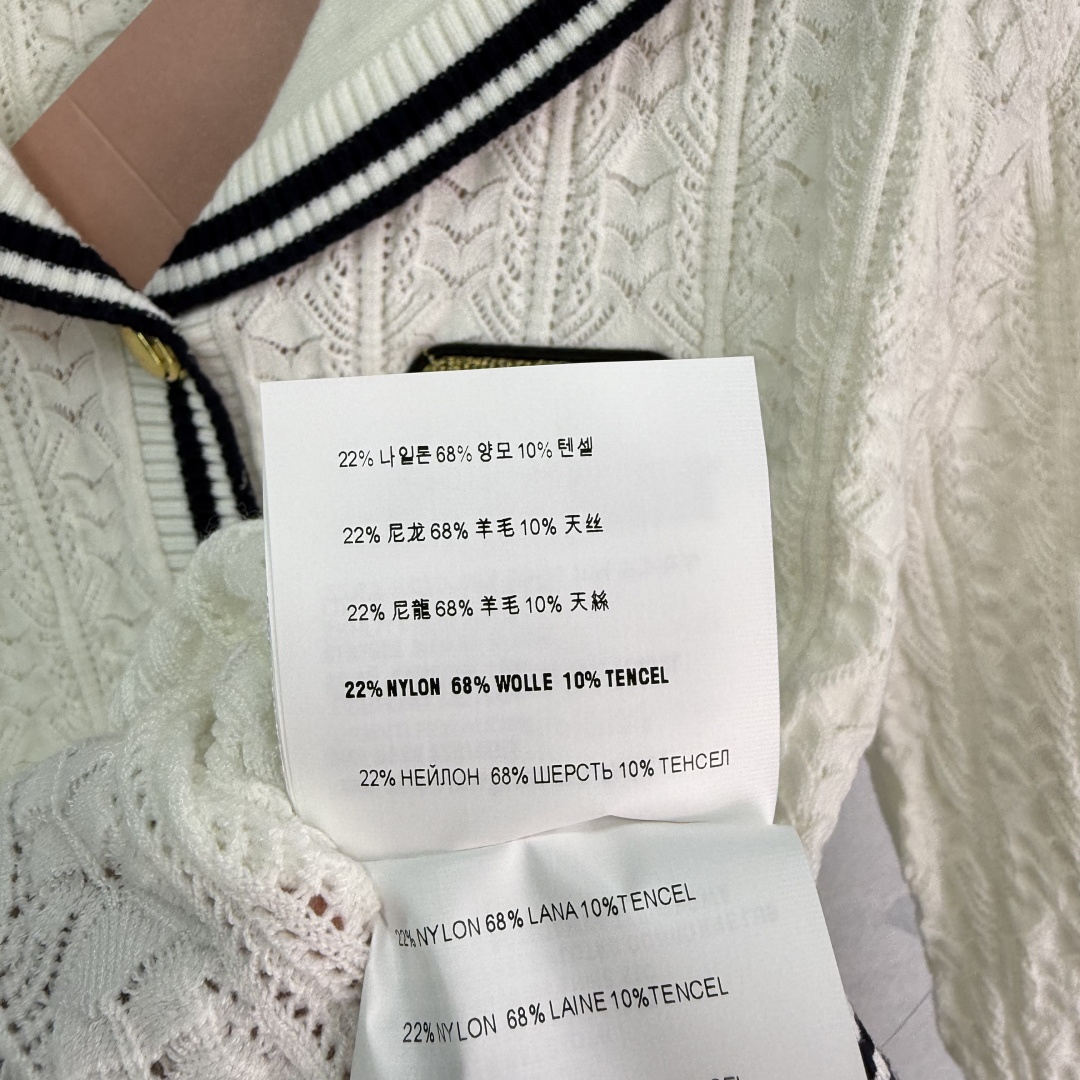 22% 나일론 68% 양모 10% 텐셀
22% 尼龙 68% 羊毛 10% 天丝
22% 尼龍 68% 羊毛 10% 天絲
22% NYLON 68% WOLLE 10% TENCEL
22% НЕЙЛОН 68% ШЕРСТЬ 10% ТЕНСЕЛ
22% NYLON 68% LANA 10%TENCEL
22% NYLON 68% LAINE 10%TENCEL